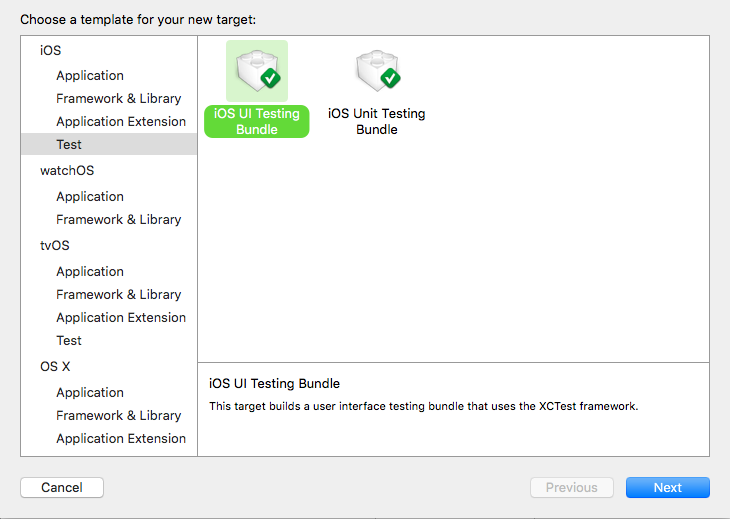 Choose a template for your new target:
iOS
Application
Framework & Library
Application Extension
Test
watchOS
Application
Framework & Library
tvOS
Application
Framework & Library
Application Extension
Test
OS X
Application
Framework & Library
Application Extension
iOS UI Testing
Bundle
iOS Unit Testing
Bundle
iOS UI Testing Bundle
This target builds a user interface testing bundle that uses the XCTest framework.
Cancel
Previous
Next